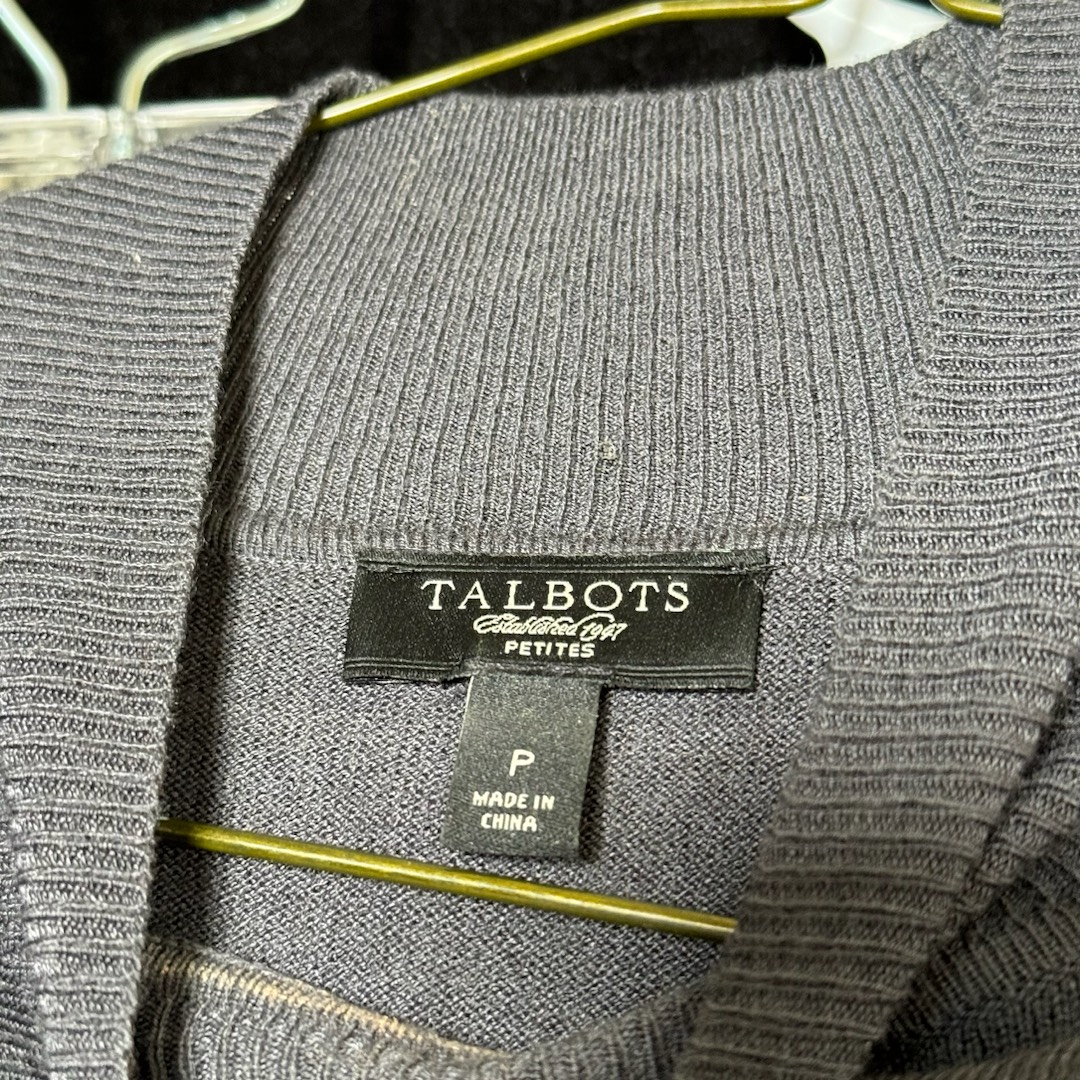 TALBOTS
Established 1947
PETITES
P
MADE IN
CHINA